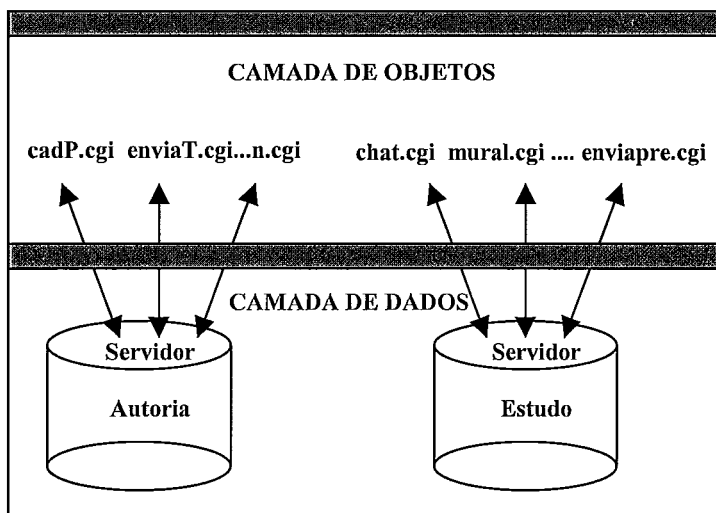 CAMADA DE OBJETOS
cadP.cgi enviaT.cgi...n.cgi chat.cgi mural.cgi .... enviapre.cgi
CAMADA DE DADOS
Servidor Servidor
Autoria Estudo